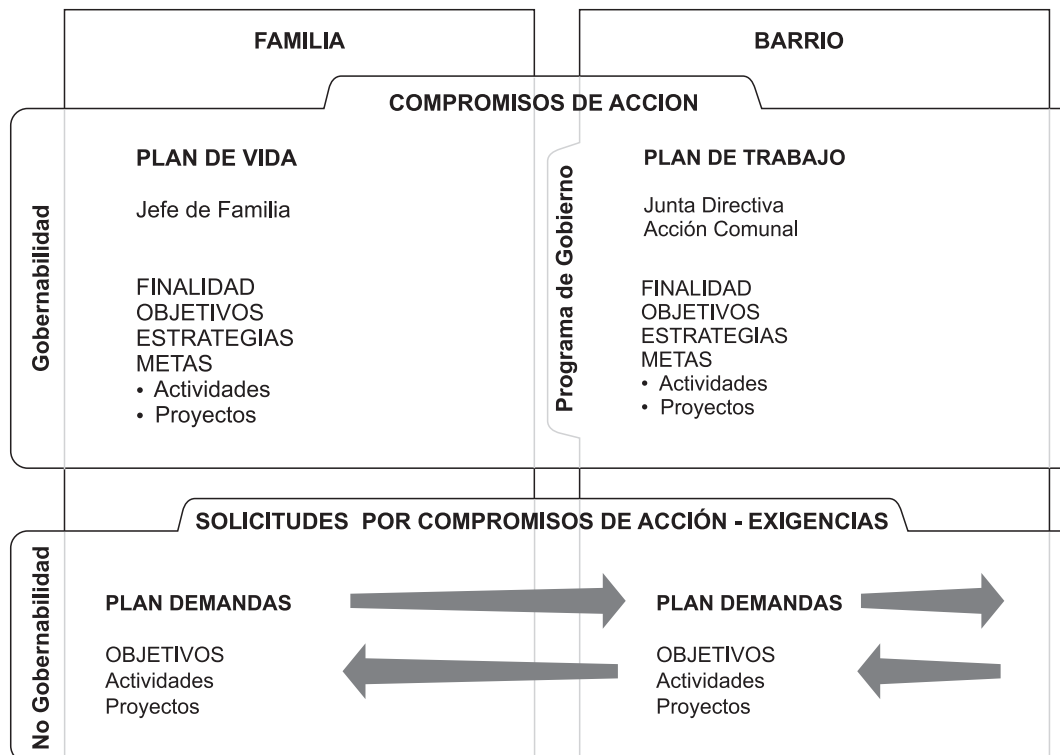 FAMILIA
BARRIO
COMPROMISOS DE ACCION
Gobernabilidad
PLAN DE VIDA
Jefe de Familia
FINALIDAD
OBJETIVOS
ESTRATEGIAS
METAS
• Actividades
• Proyectos
Programa de Gobierno
PLAN DE TRABAJO
Junta Directiva
Acción Comunal
FINALIDAD
OBJETIVOS
ESTRATEGIAS
METAS
• Actividades
• Proyectos
SOLICITUDES POR COMPROMISOS DE ACCIÓN - EXIGENCIAS
No Gobernabilidad
PLAN DEMANDAS
OBJETIVOS
Actividades
Proyectos
PLAN DEMANDAS
OBJETIVOS
Actividades
Proyectos